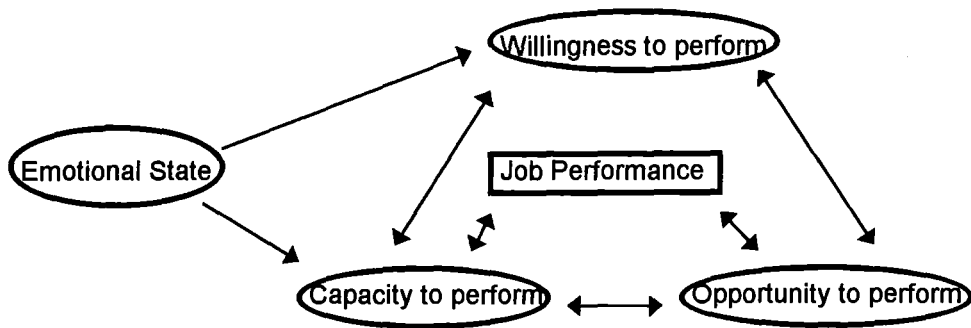 Willingness to perform
Emotional State
Job Performance
Capacity to perform
Opportunity to perform